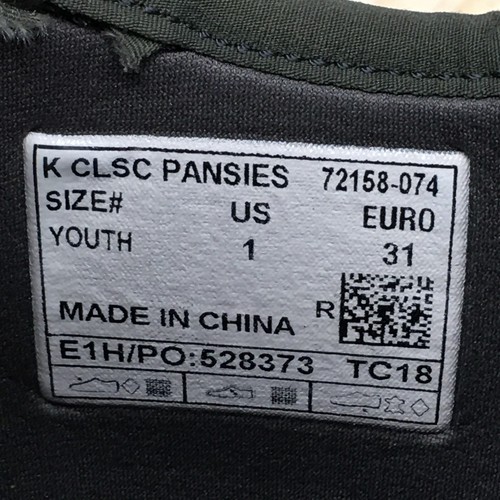 K CLSC PANSIES 72158-074
SIZE# US EURO
YOUTH 1 31
R
MADE IN CHINA
E1H/PO:528373 TC18